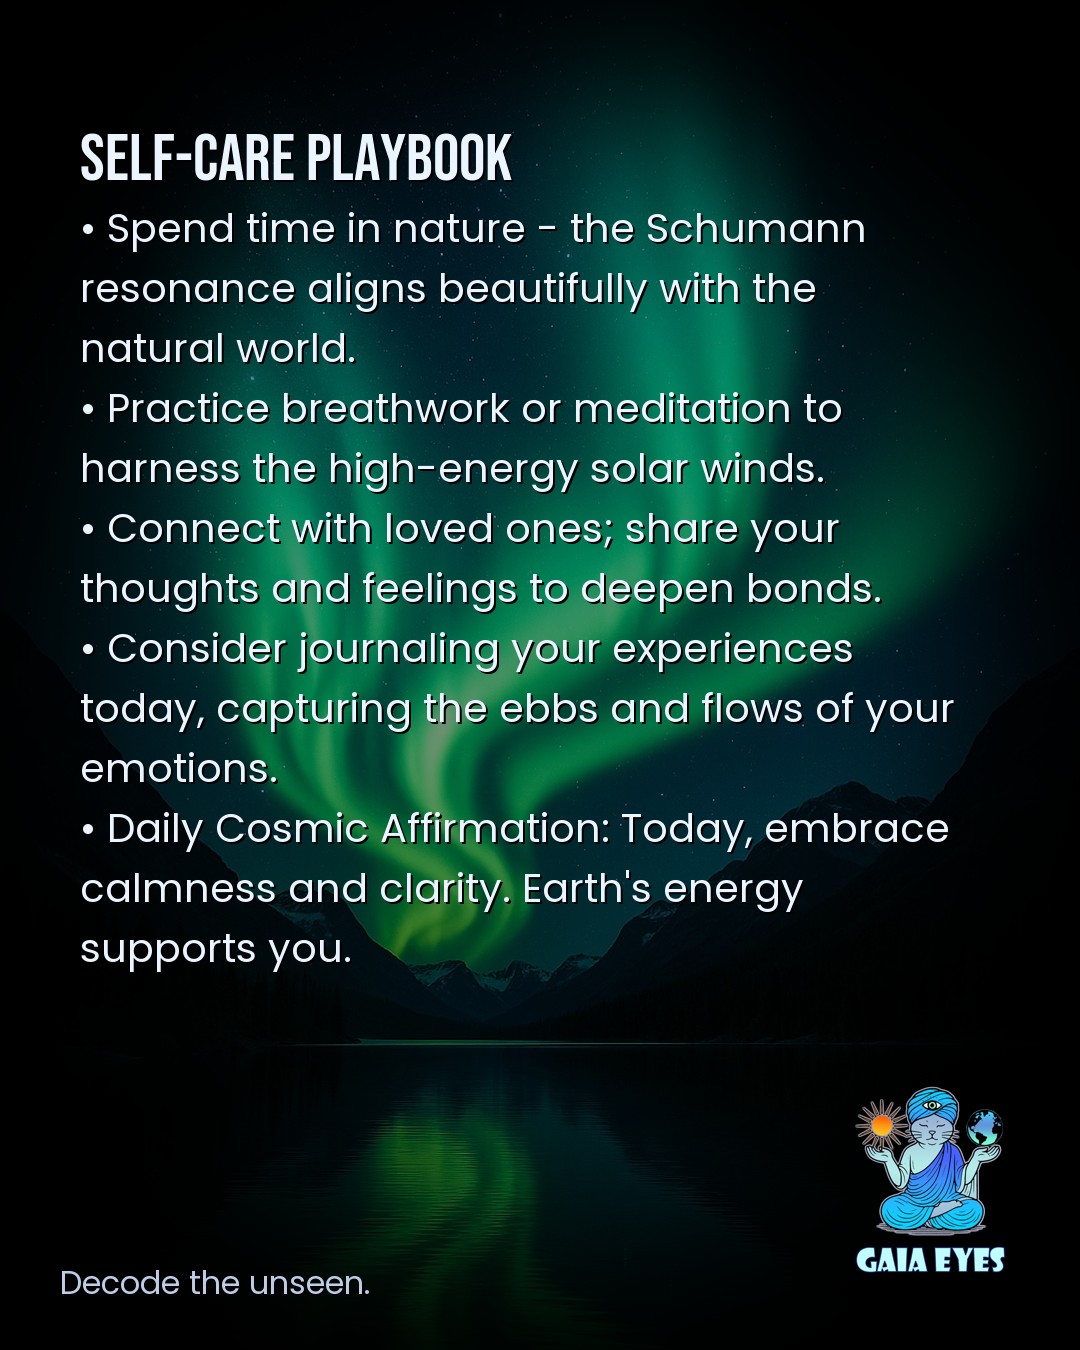 SELF-CARE PLAYBOOK
• Spend time in nature - the Schumann
resonance aligns beautifully with the
natural world.
• Practice breathwork or meditation to
harness the high-energy solar winds.
• Connect with loved ones; share your
thoughts and feelings to deepen bonds.
• Consider journaling your experiences
today, capturing the ebbs and flows of your
emotions.
• Daily Cosmic Affirmation: Today, embrace
calmness and clarity. Earth's energy
supports you.
GAIA EYES
Decode the unseen.